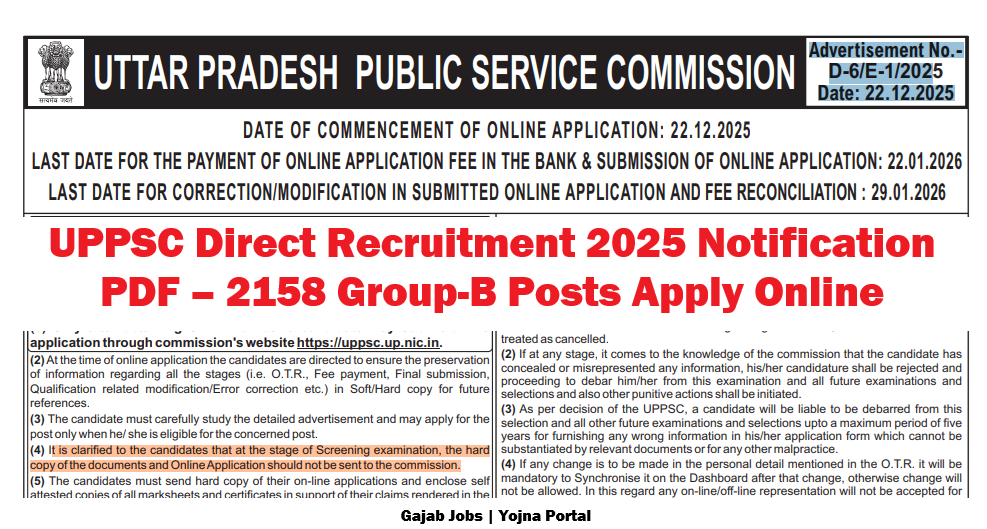 सत्यमेव जयते
UTTAR PRADESH PUBLIC SERVICE COMMISSION
Advertisement No.-
D-6/E-1/2025
Date: 22.12.2025
DATE OF COMMENCEMENT OF ONLINE APPLICATION: 22.12.2025
LAST DATE FOR THE PAYMENT OF ONLINE APPLICATION FEE IN THE BANK & SUBMISSION OF ONLINE APPLICATION: 22.01.2026
LAST DATE FOR CORRECTION/MODIFICATION IN SUBMITTED ONLINE APPLICATION AND FEE RECONCILIATION : 29.01.2026
UPPSC Direct Recruitment 2025 Notification
PDF – 2158 Group-B Posts Apply Online
application through commission's website https://uppsc.up.nic.in.
(2) At the time of online application the candidates are directed to ensure the preservation
of information regarding all the stages (i.e. O.T.R., Fee payment, Final submission,
Qualification related modification/Error correction etc.) in Soft/Hard copy for future
references.
(3) The candidate must carefully study the detailed advertisement and may apply for the
post only when he/ she is eligible for the concerned post.
(4) It is clarified to the candidates that at the stage of Screening examination, the hard
copy of the documents and Online Application should not be sent to the commission.
(5) The candidates must send hard copy of their on-line applications and enclose self
attested copies of all marksheets and certificates in support of their claims rendered in the
treated as cancelled.
(2) If at any stage, it comes to the knowledge of the commission that the candidate has
concealed or misrepresented any information, his/her candidature shall be rejected and
proceeding to debar him/her from this examination and all future examinations and
selections and also other punitive actions shall be initiated.
(3) As per decision of the UPPSC, a candidate will be liable to be debarred from this
selection and all other future examinations and selections upto a maximum period of five
years for furnishing any wrong information in his/her application form which cannot be
substantiated by relevant documents or for any other malpractice.
(4) If any change is to be made in the personal detail mentioned in the O.T.R. it will be
mandatory to Synchronise it on the Dashboard after that change, otherwise change will
not be allowed. In this regard any on-line/off-line representation will not be accepted for
Gajab Jobs | Yojna Portal